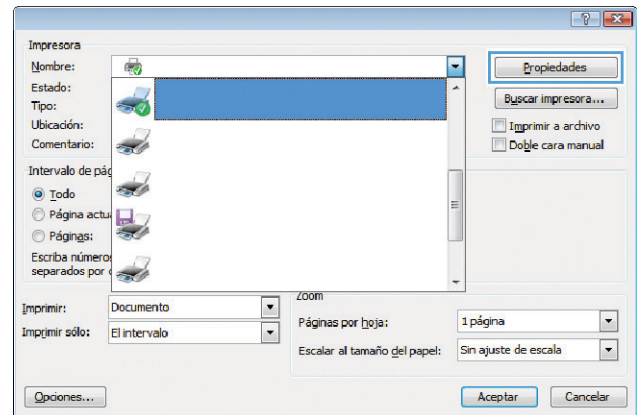 Impresora
Nombre:
Propiedades
Estado:
Tipo:
Buscar impresora...
Ubicación:
Imprimir a archivo
Comentario:
Doble cara manual
Intervalo de pág
Todo
Página actu
Páginas:
Escriba números
separados por
Zoom
Imprimir:
Documento
Páginas por hoja:
1 página
Imprimir sólo:
El intervalo
Escalar al tamaño del papel:
Sin ajuste de escala
Opciones...
Aceptar
Cancelar